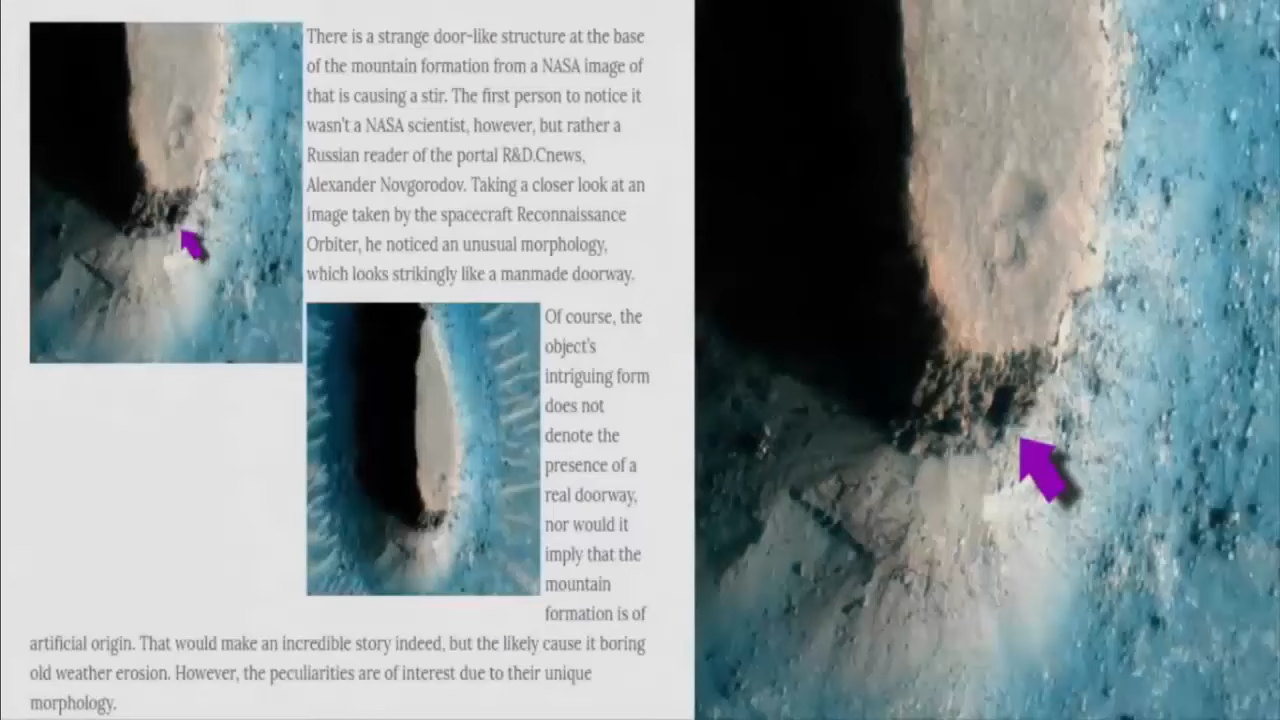 There is a strange door-like structure at the base
of the mountain formation from a NASA image of
that is causing a stir. The first person to notice it
wasn't a NASA scientist, however, but rather a
Russian reader of the portal R&D.Cnews,
Alexander Novgorodov. Taking a closer look at an
image taken by the spacecraft Reconnaissance
Orbiter, he noticed an unusual morphology,
which looks strikingly like a manmade doorway.
Of course, the
object's
intriguing form
does not
denote the
presence of a
real doorway,
nor would it
imply that the
mountain
formation is of
artificial origin. That would make an incredible story indeed, but the likely cause it boring
old weather erosion. However, the peculiarities are of interest due to their unique
morphology.